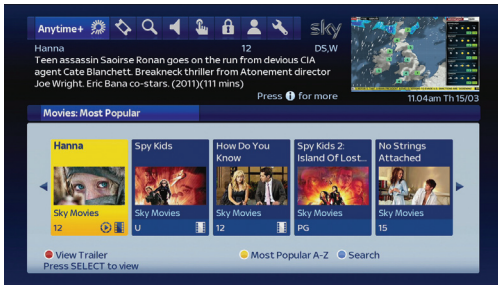 Anytime+
sky
Hanna 12 DS,W
Teen assassin Saoirse Ronan goes on the run from devious CIA
agent Cate Blanchett. Breakneck thriller from Atonement director
Joe Wright. Eric Bana co-stars. (2011)(111 mins)
Press i for more
11.04am Th 15/03
Movies: Most Popular
Hanna
Sky Movies
12
Spy Kids
Sky Movies
U
How Do You
Know
Sky Movies
12
Spy Kids 2:
Island Of Lost...
Sky Movies
PG
No Strings
Attached
Sky Movies
15
View Trailer
Most Popular A-Z
Search
Press SELECT to view